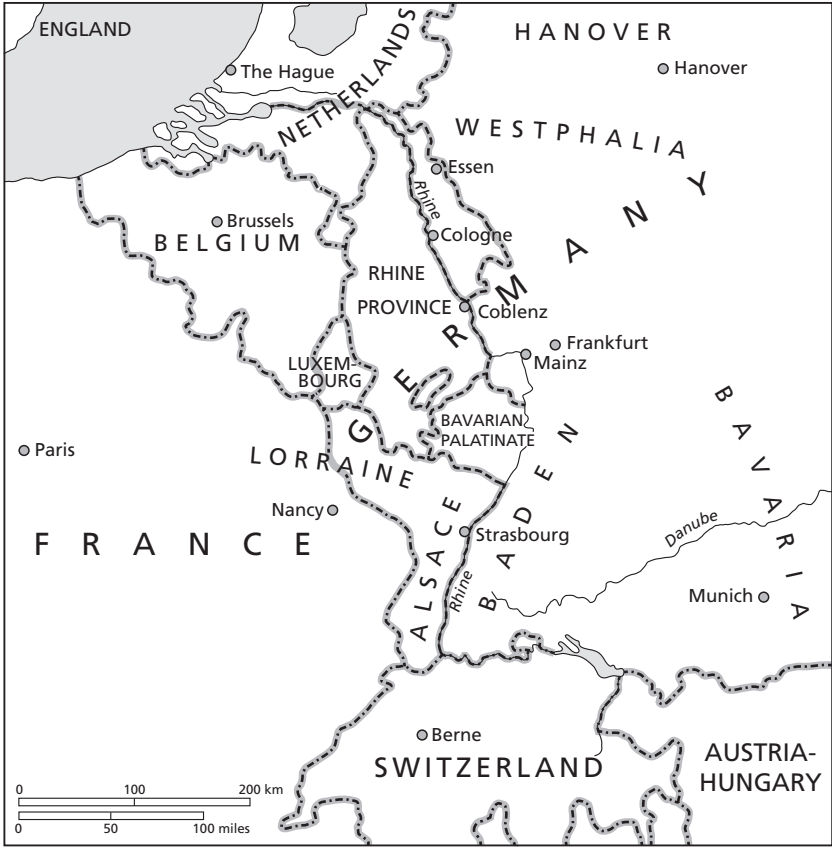 ENGLAND
HANOVER
The Hague
Hanover
NETHERLANDS
WESTPHALIA
Essen
Rhine
Brussels
BELGIUM
Cologne
GERMANY
RHINE
PROVINCE
Coblenz
Frankfurt
Mainz
LUXEM-
BOURG
BAVARIAN
PALATINATE
BADEN
BAVARIA
Paris
LORRAINE
Nancy
FRANCE
ALSACE
Strasbourg
Danube
Rhine
Munich
Berne
SWITZERLAND
AUSTRIA-
HUNGARY
0 100 200 km
0 50 100 miles